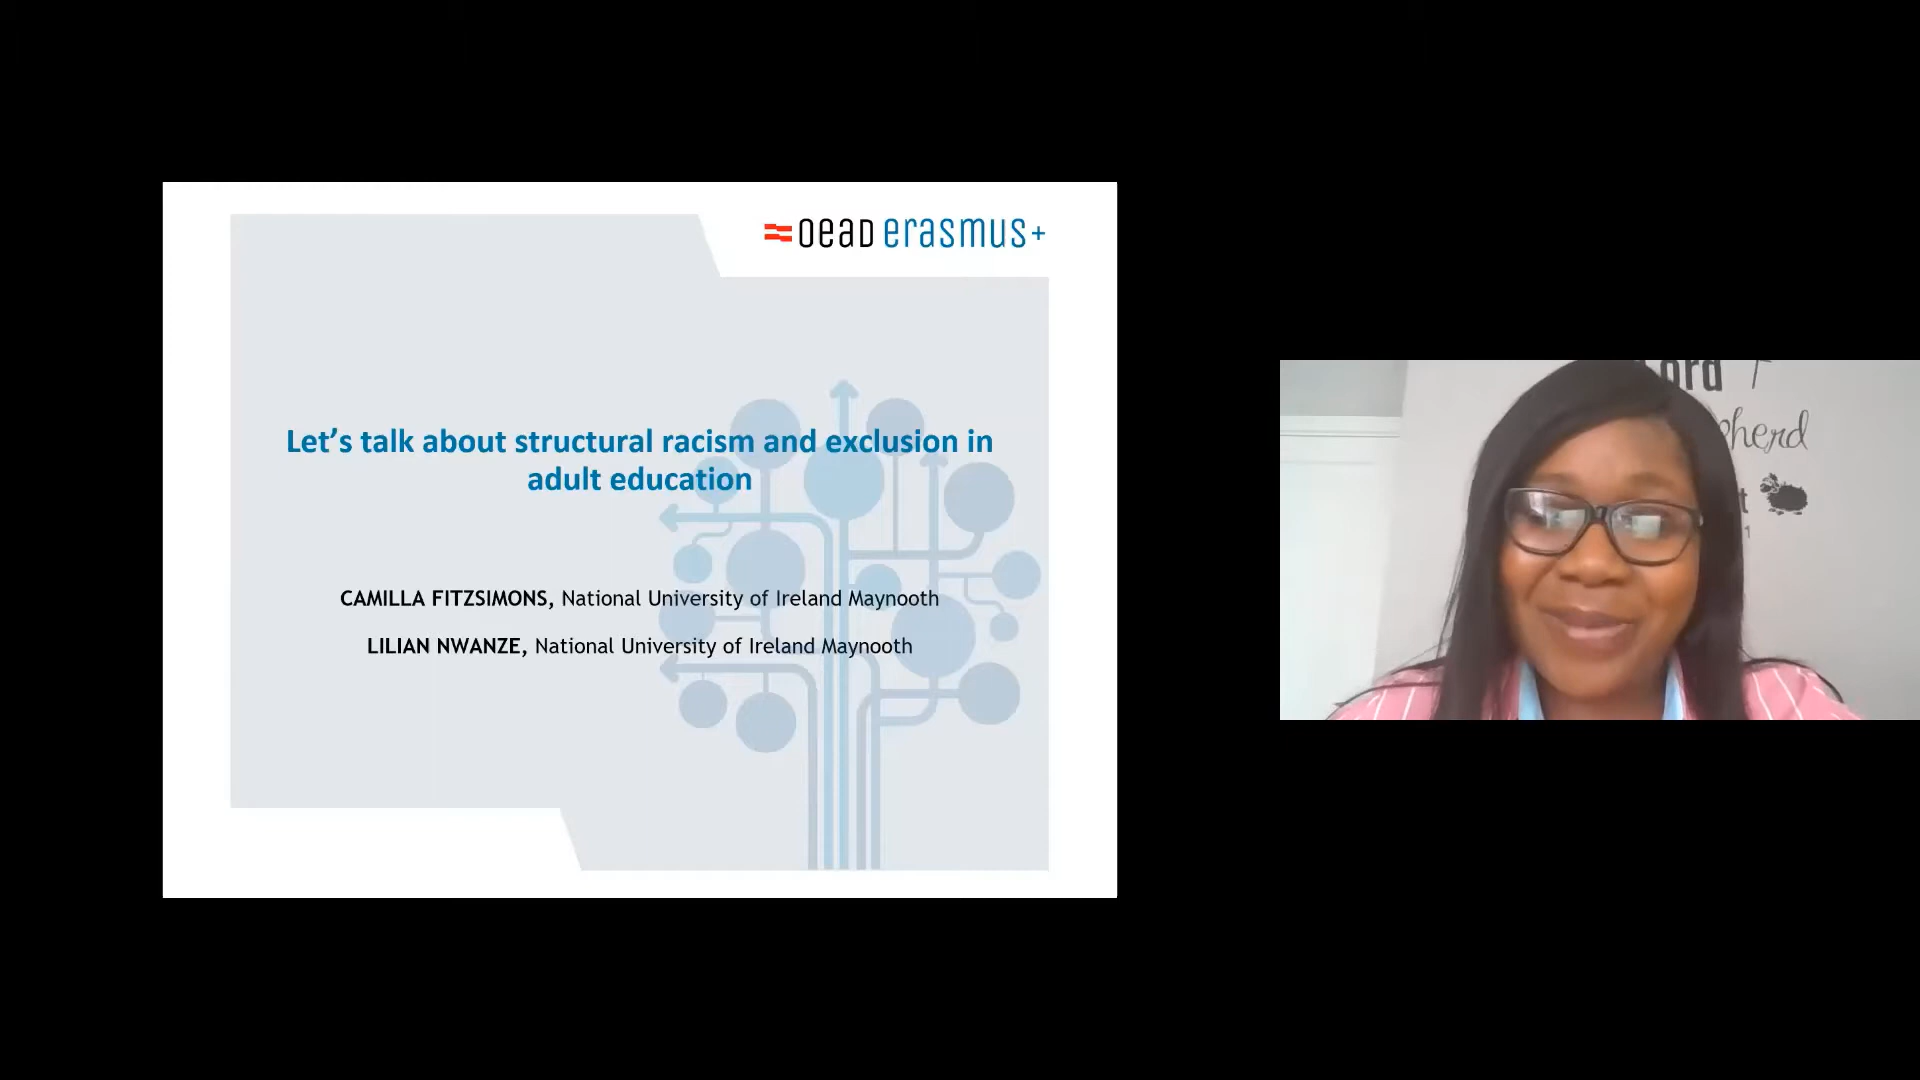 oead erasmus+
Let's talk about structural racism and exclusion in
adult education
CAMILLA FITZSIMONS, National University of Ireland Maynooth
LILIAN NWANZE, National University of Ireland Maynooth